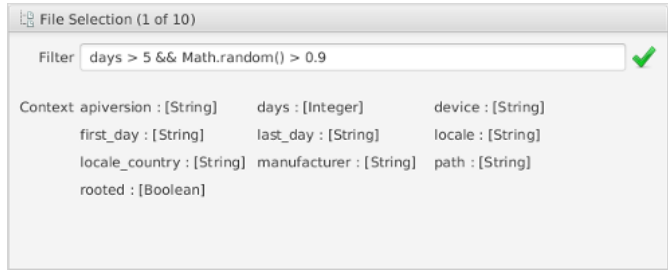 File Selection (1 of 10)
Filter days > 5 && Math.random() > 0.9
Context apiversion : [String] days : [Integer] device : [String]
first_day : [String] last_day : [String] locale : [String]
locale_country : [String] manufacturer : [String] path : [String]
rooted : [Boolean]